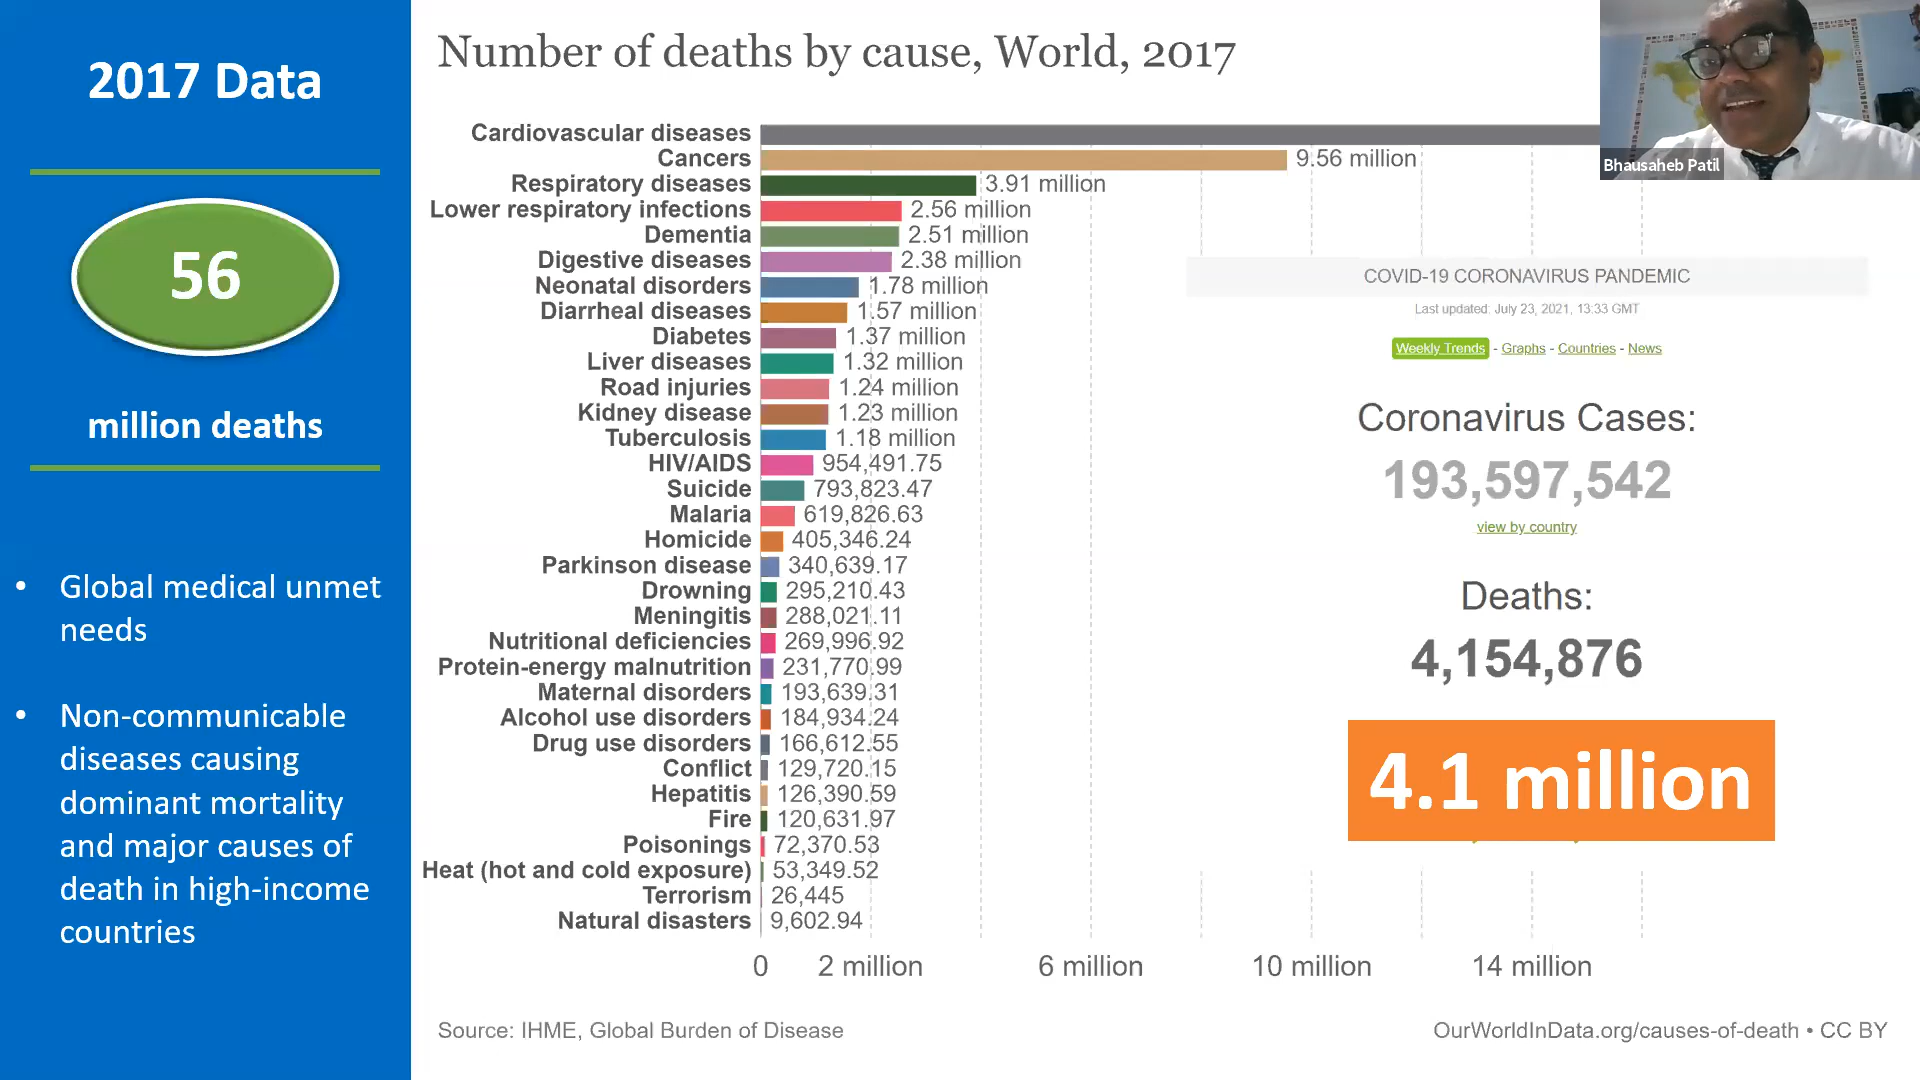 2017 Data
56
million deaths
• Global medical unmet
needs
• Non-communicable
diseases causing
dominant mortality
and major causes of
death in high-income
countries
Number of deaths by cause, World, 2017
Cardiovascular diseases
Cancers 9.56 million
Respiratory diseases 3.91 million
Lower respiratory infections 2.56 million
Dementia 2.51 million
Digestive diseases 2.38 million
Neonatal disorders 1.78 million
Diarrheal diseases 1.57 million
Diabetes 1.37 million
Liver diseases 1.32 million
Road injuries 1.24 million
Kidney disease 1.23 million
Tuberculosis 1.18 million
HIV/AIDS 954,491.75
Suicide 793,823.47
Malaria 619,826.63
Homicide 405,346.24
Parkinson disease 340,639.17
Drowning 295,210.43
Meningitis 288,021.11
Nutritional deficiencies 269,996.92
Protein-energy malnutrition 231,770.99
Maternal disorders 193,639.31
Alcohol use disorders 184,934.24
Drug use disorders 166,612.55
Conflict 129,720.15
Hepatitis 126,390.59
Fire 120,631.97
Poisonings 72,370.53
Heat (hot and cold exposure) 53,349.52
Terrorism 26,445
Natural disasters 9,602.94
0 2 million 6 million 10 million 14 million
Source: IHME, Global Burden of Disease
OurWorldInData.org/causes-of-death • CC BY
Bhausaheb Patil
COVID-19 CORONAVIRUS PANDEMIC
Last updated: July 23, 2021, 13:33 GMT
Weekly Trends - Graphs - Countries - News
Coronavirus Cases:
193,597,542
view by country
Deaths:
4,154,876
4.1 million